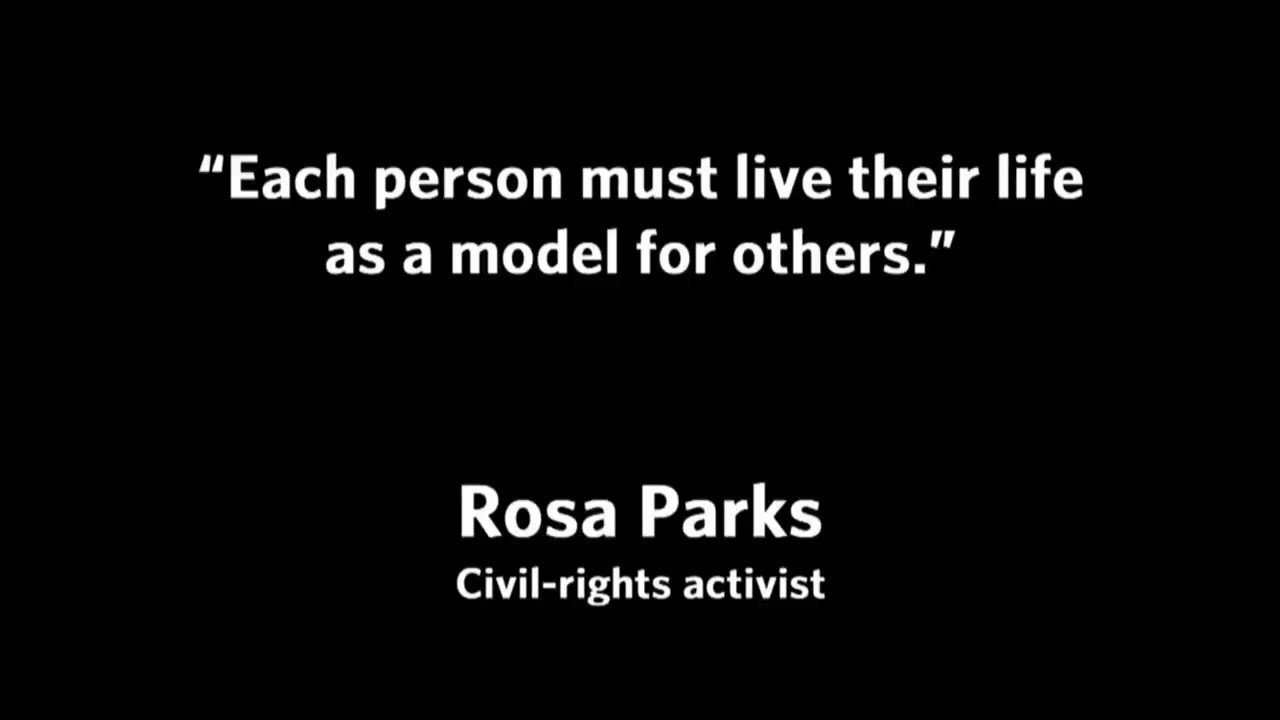 “Each person must live their life
as a model for others.”
Rosa Parks
Civil-rights activist